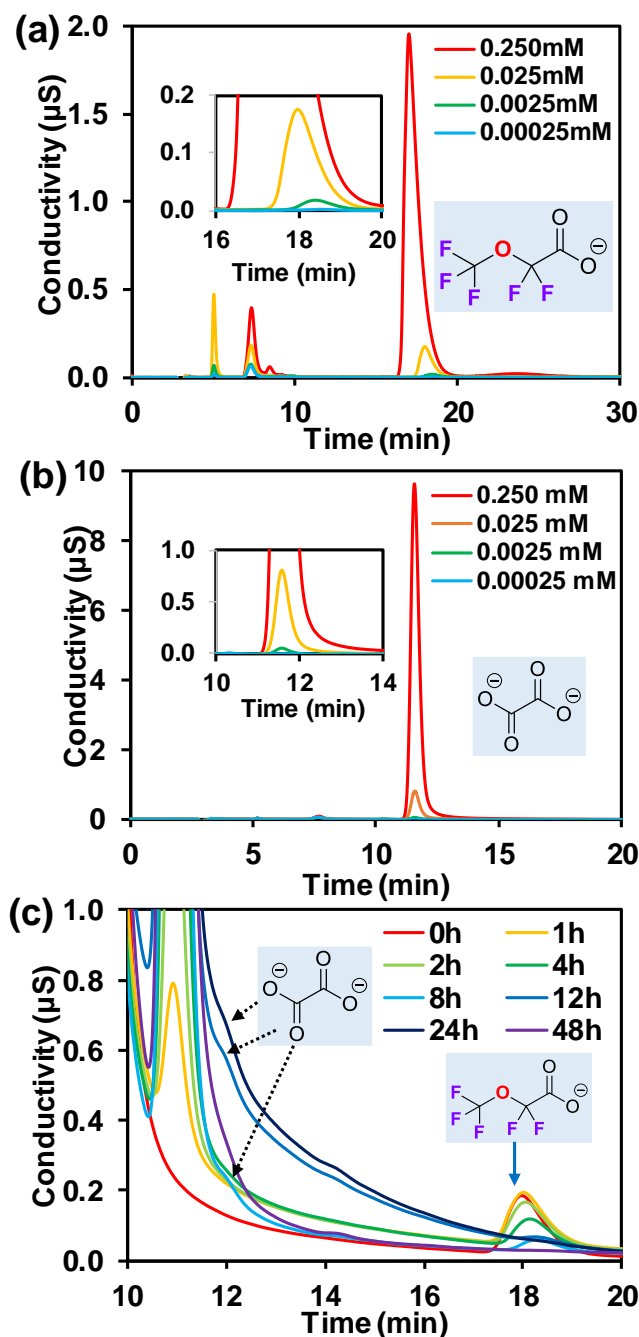 (a)
2.0
1.5
1.0
0.5
0.0
Conductivity (µS)
0.250mM
0.025mM
0.0025mM
0.00025mM
0.2
0.1
0.0
16 18 20
Time (min)
F
F
F
O
F F
O
O
0 10 20 30
Time (min)
(b)
10
8
6
4
2
0
Conductivity (µS)
0.250 mM
0.025 mM
0.0025 mM
0.00025 mM
1.0
0.5
0.0
10 12 14
Time (min)
O
O
O
O
0 5 10 15 20
Time (min)
(c)
1.0
0.8
0.6
0.4
0.2
0.0
Conductivity (µS)
0h 1h
2h 4h
8h 12h
24h 48h
O
O
O
O
F
F
F
O
F F
O
O
10 12 14 16 18 20
Time (min)